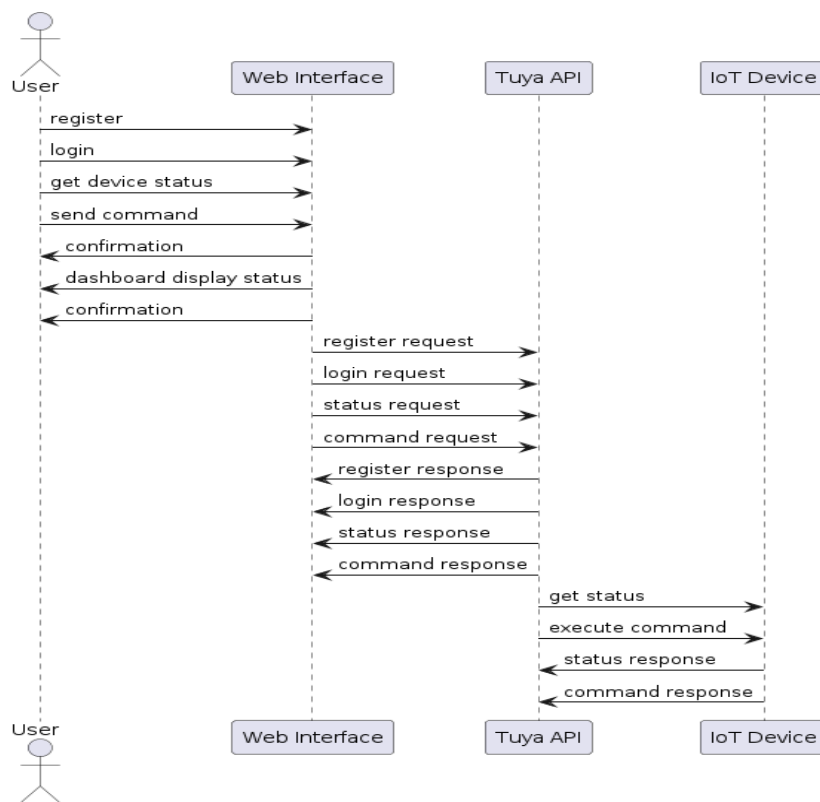 User
Web Interface
Tuya API
IoT Device
register
login
get device status
send command
confirmation
dashboard display status
confirmation
register request
login request
status request
command request
register response
login response
status response
command response
get status
execute command
status response
command response
User
Web Interface
Tuya API
IoT Device